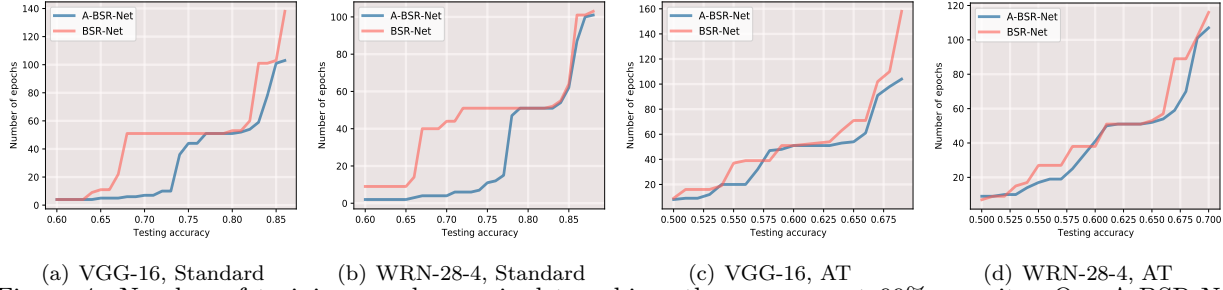 140
120
100
80
60
40
20
0
Number of epochs
A-BSR-Net
BSR-Net
0.60 0.65 0.70 0.75 0.80 0.85
Testing accuracy
(a) VGG-16, Standard
100
80
60
40
20
0
Number of epochs
A-BSR-Net
BSR-Net
0.60 0.65 0.70 0.75 0.80 0.85
Testing accuracy
(b) WRN-28-4, Standard
160
140
120
100
80
60
40
20
Number of epochs
A-BSR-Net
BSR-Net
0.500 0.525 0.550 0.575 0.600 0.625 0.650 0.675
Testing accuracy
(c) VGG-16, AT
120
100
80
60
40
20
Number of epochs
A-BSR-Net
BSR-Net
0.500 0.525 0.550 0.575 0.600 0.625 0.650 0.675 0.700
Testing accuracy
(d) WRN-28-4, AT